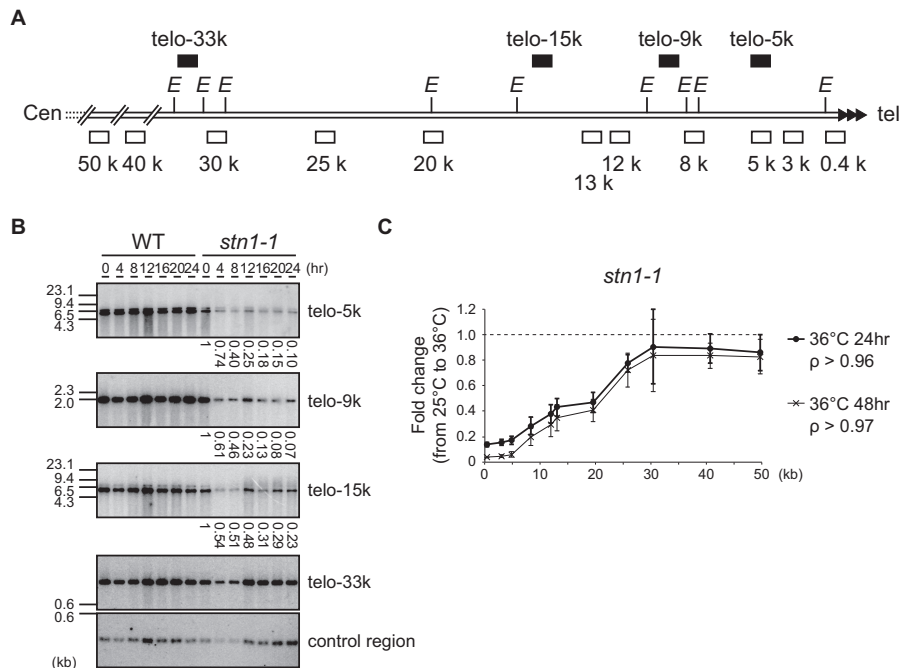 A
telo-33k telo-15k telo-9k telo-5k
E E E E E E E E E
Cen tel
50 k 40 k 30 k 25 k 20 k 12 k 8 k 5 k 3 k 0.4 k
13 k
B
WT stn1-1
0 4 8 12 16 20 24 0 4 8 12 16 20 24 (hr)
23.1
9.4
6.5
4.3
telo-5k
1 0.74 0.40 0.25 0.18 0.15 0.10
2.3
2.0
telo-9k
1 0.61 0.46 0.23 0.13 0.08 0.07
23.1
9.4
6.5
4.3
telo-15k
1 0.54 0.51 0.48 0.31 0.29 0.23
telo-33k
0.6
0.6
control region
(kb)
C
stn1-1
Fold change
(from 25°C to 36°C)
1.2
1.0
0.8
0.6
0.4
0.2
0
0 10 20 30 40 50 (kb)
36°C 24hr
ρ > 0.96
36°C 48hr
ρ > 0.97